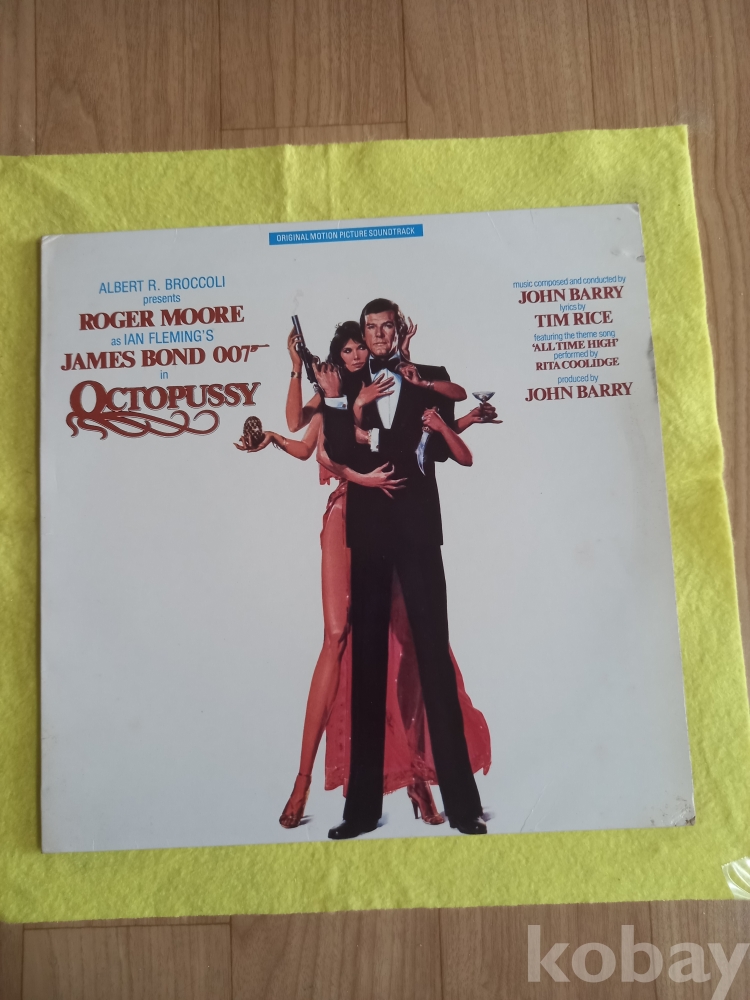 ORIGINAL MOTION PICTURE SOUNDTRACK
ALBERT R. BROCCOLI
presents
ROGER MOORE
as IAN FLEMING'S
JAMES BOND 007
in
OCTOPUSSY
music composed and conducted by
JOHN BARRY
lyrics by
TIM RICE
featuring the theme song
'ALL TIME HIGH'
performed by
RITA COOLIDGE
produced by
JOHN BARRY
kobay